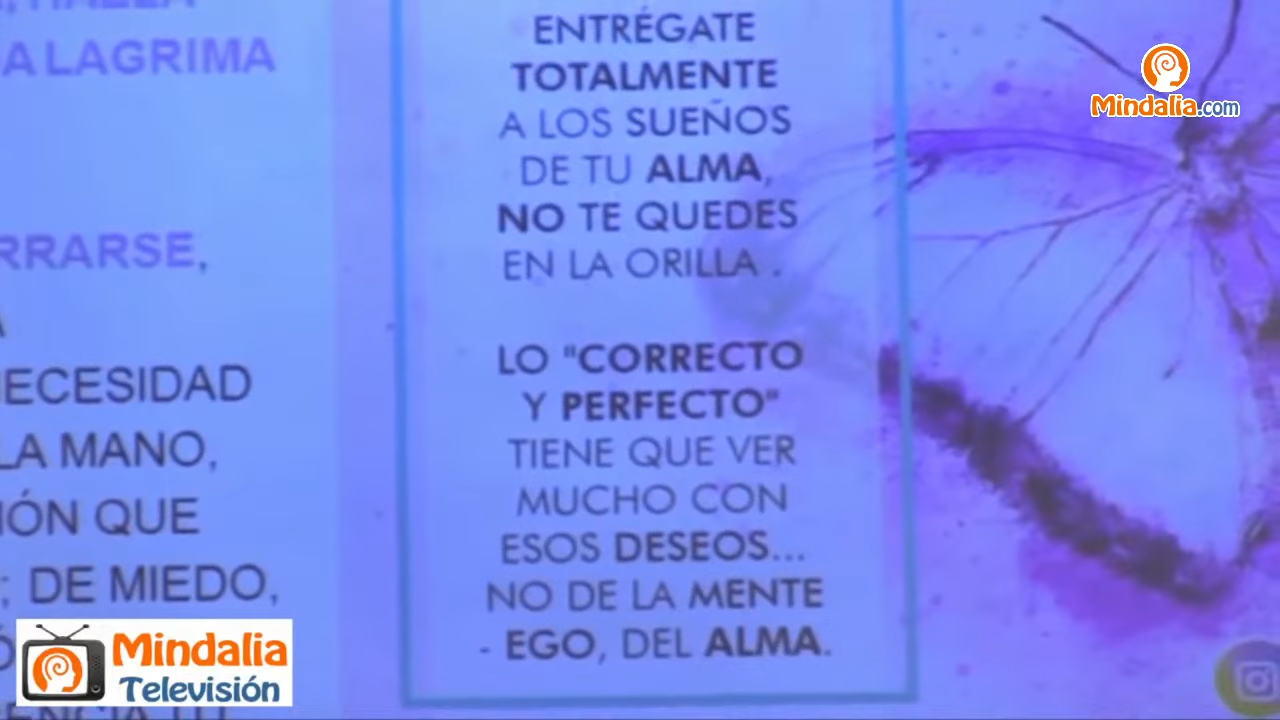 A LAGRIMA
RRARSE,
NECESIDAD
LA MANO,
IÓN QUE
; DE MIEDO,
ENTRÉGATE
TOTALMENTE
A LOS SUEÑOS
DE TU ALMA,
NO TE QUEDES
EN LA ORILLA .
LO "CORRECTO
Y PERFECTO"
TIENE QUE VER
MUCHO CON
ESOS DESEOS...
NO DE LA MENTE
- EGO, DEL ALMA.
Mindalia.com
Mindalia
Televisión